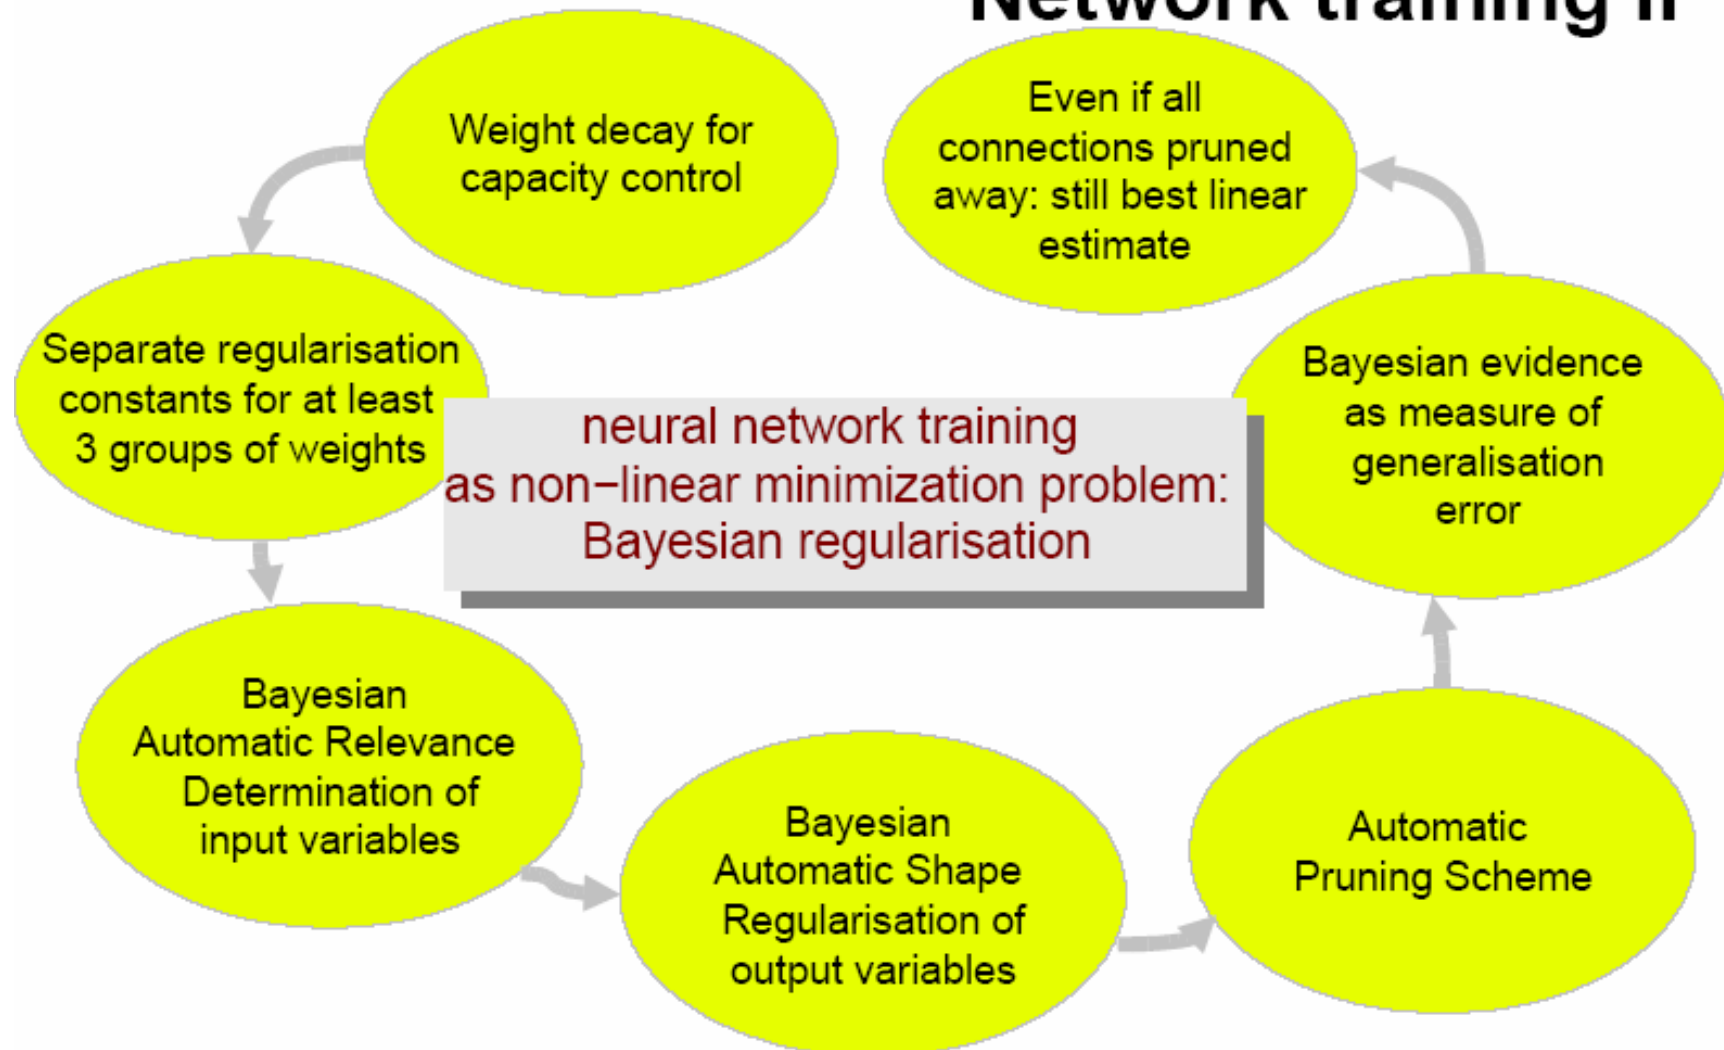 Network training II
Weight decay for
capacity control
Separate regularisation
constants for at least
3 groups of weights
Bayesian
Automatic Relevance
Determination of
input variables
Bayesian
Automatic Shape
Regularisation of
output variables
Automatic
Pruning Scheme
Bayesian evidence
as measure of
generalisation
error
Even if all
connections pruned
away: still best linear
estimate
neural network training
as non−linear minimization problem:
Bayesian regularisation